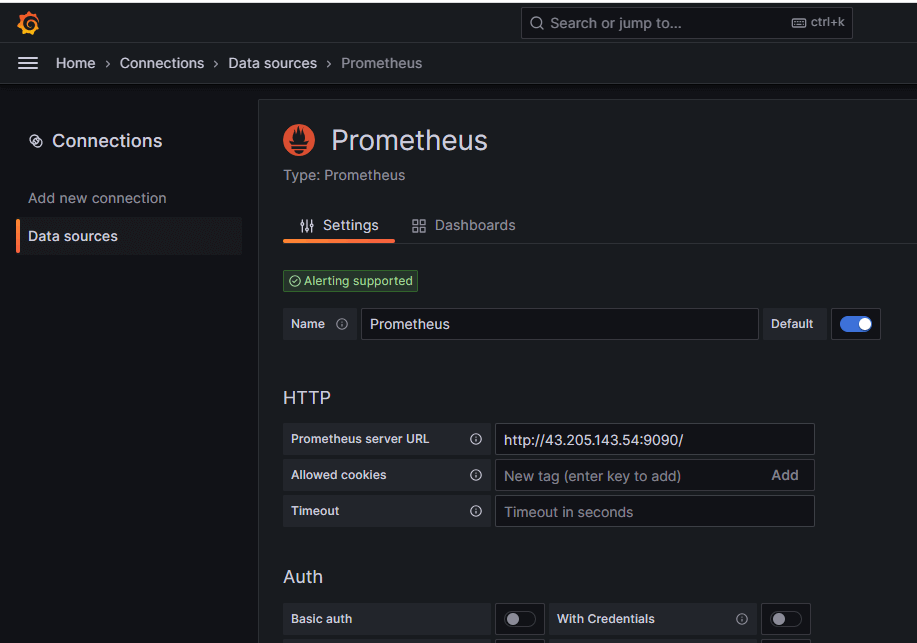 Search or jump to... ctrl+k
Home › Connections › Data sources › Prometheus
Connections
Add new connection
Data sources
Prometheus
Type: Prometheus
Settings Dashboards
Alerting supported
Name Prometheus Default
HTTP
Prometheus server URL http://43.205.143.54:9090/
Allowed cookies New tag (enter key to add) Add
Timeout Timeout in seconds
Auth
Basic auth With Credentials